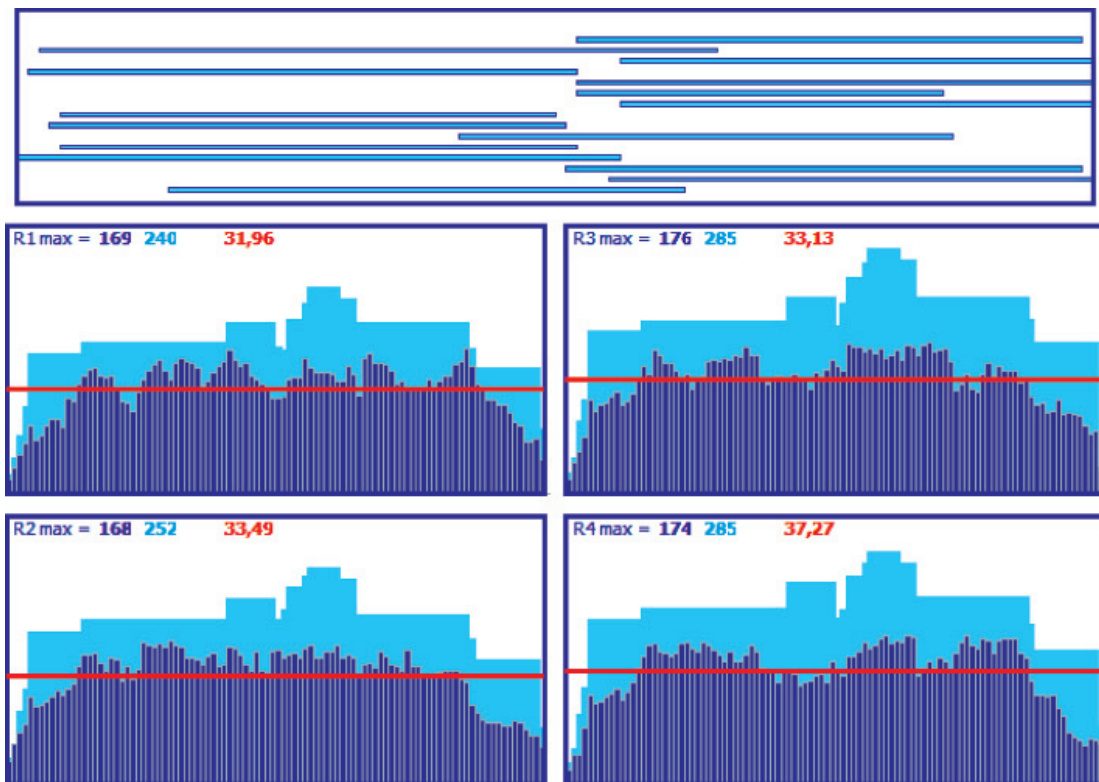 R1 max = 169 240 31,96
R3 max = 176 285 33,13
R2 max = 168 252 33,49
R4 max = 174 285 37,27